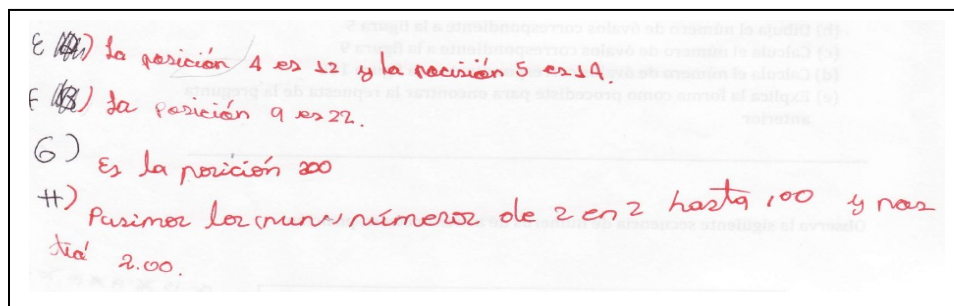 E) La posición 4 es 12 y la pocisión 5 es 14.
F) La posición 9 es 22.
G) Es la posición 200
H) Pusimos los números de 2 en 2 hasta 100 y nos
dió 2.00.